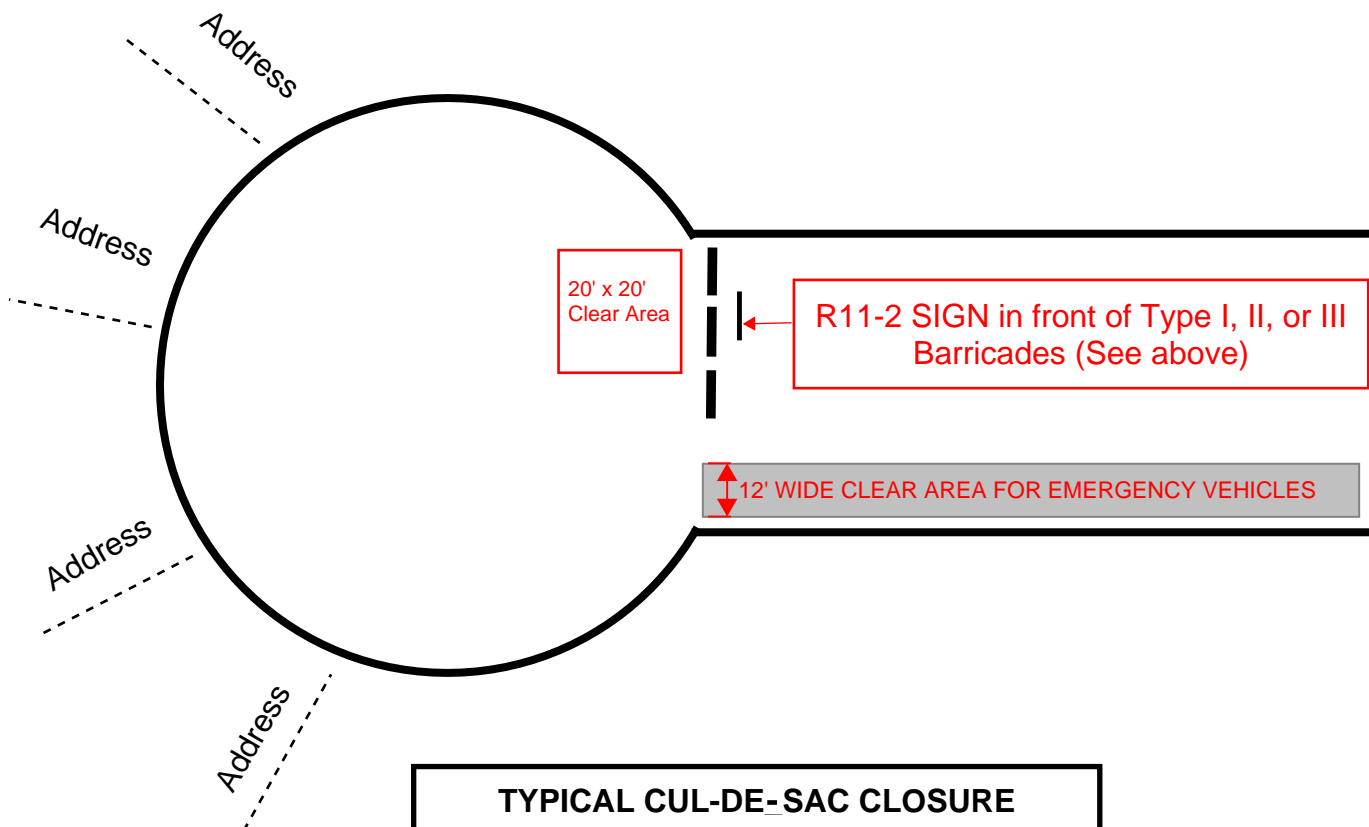 Address
Address
20' x 20'
Clear Area
R11-2 SIGN in front of Type I, II, or III
Barricades (See above)
12' WIDE CLEAR AREA FOR EMERGENCY VEHICLES
Address
Address
TYPICAL CUL-DE-SAC CLOSURE